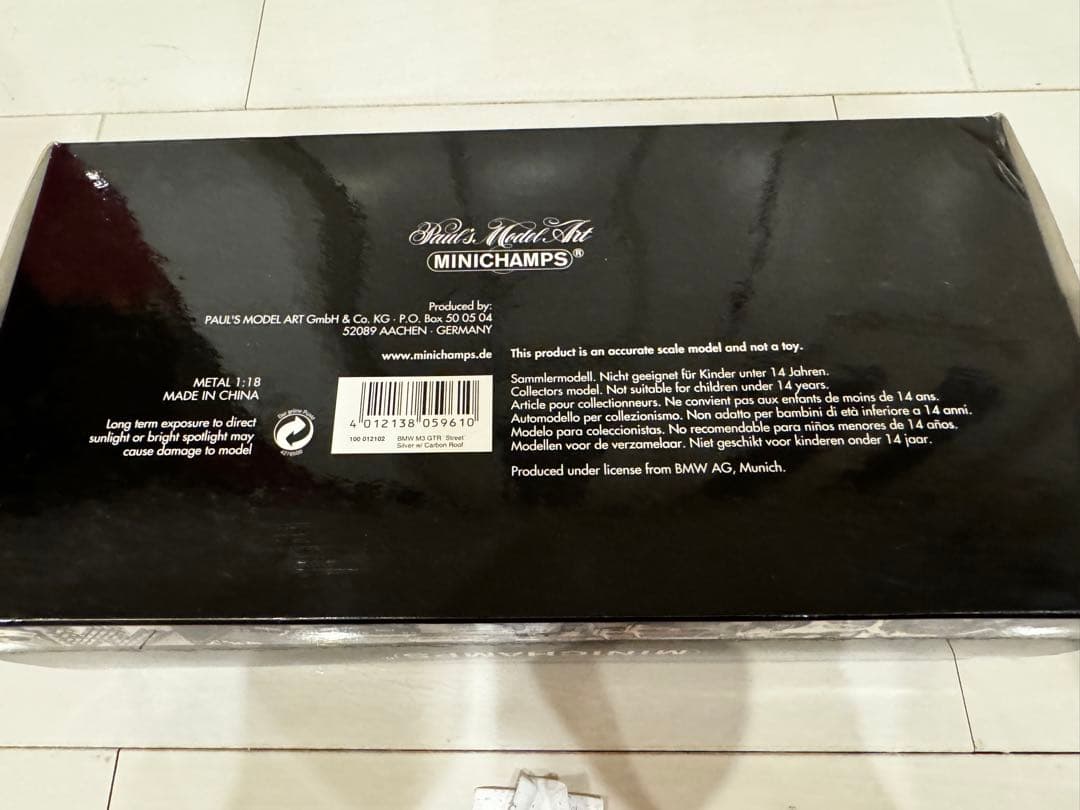 Paul's Model Art
MINICHAMPS®
Produced by:
PAUL'S MODEL ART GmbH & Co. KG · P.O. Box 50 05 04
52089 AACHEN · GERMANY
www.minichamps.de
METAL 1:18
MADE IN CHINA
Long term exposure to direct
sunlight or bright spotlight may
cause damage to model
Der grüne Punkt
4 012138 059610
100 012102 BMW M3 GTR 'Street'
Silver w/ Carbon Roof
This product is an accurate scale model and not a toy.
Sammlermodell. Nicht geeignet für Kinder unter 14 Jahren.
Collectors model. Not suitable for children under 14 years.
Article pour collectionneurs. Ne convient pas aux enfants de moins de 14 ans.
Automodello per collezionismo. Non adatto per bambini di età inferiore a 14 anni.
Modelo para coleccionistas. No recomendable para niños menores de 14 años.
Modellen voor de verzamelaar. Niet geschikt voor kinderen onder 14 jaar.
Produced under license from BMW AG, Munich.
MINICHAMPS